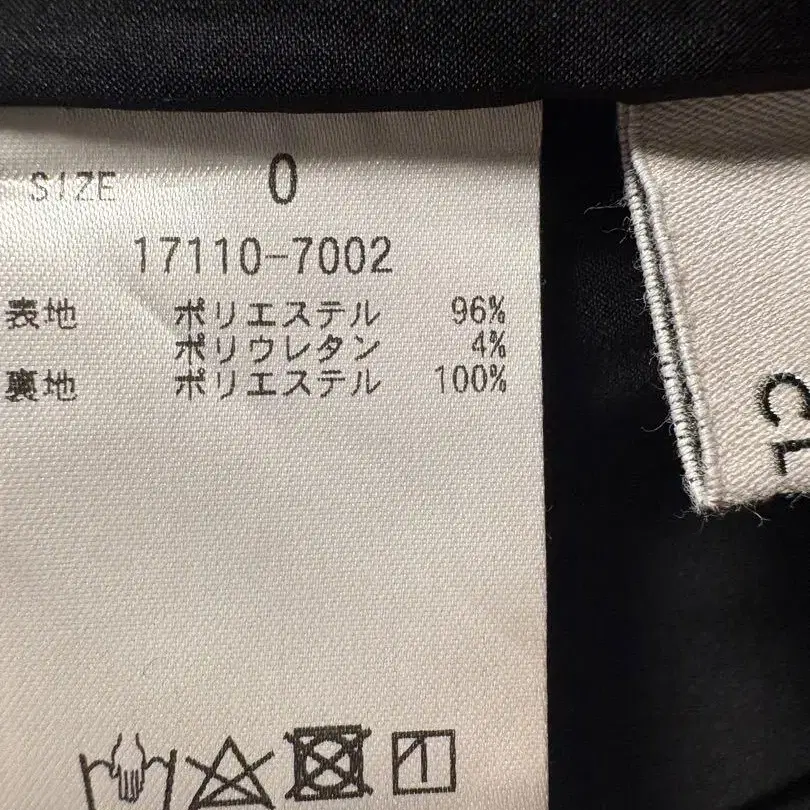 SIZE 0
17110-7002
表地 ポリエステル 96%
ポリウレタン 4%
裏地 ポリエステル 100%
CL